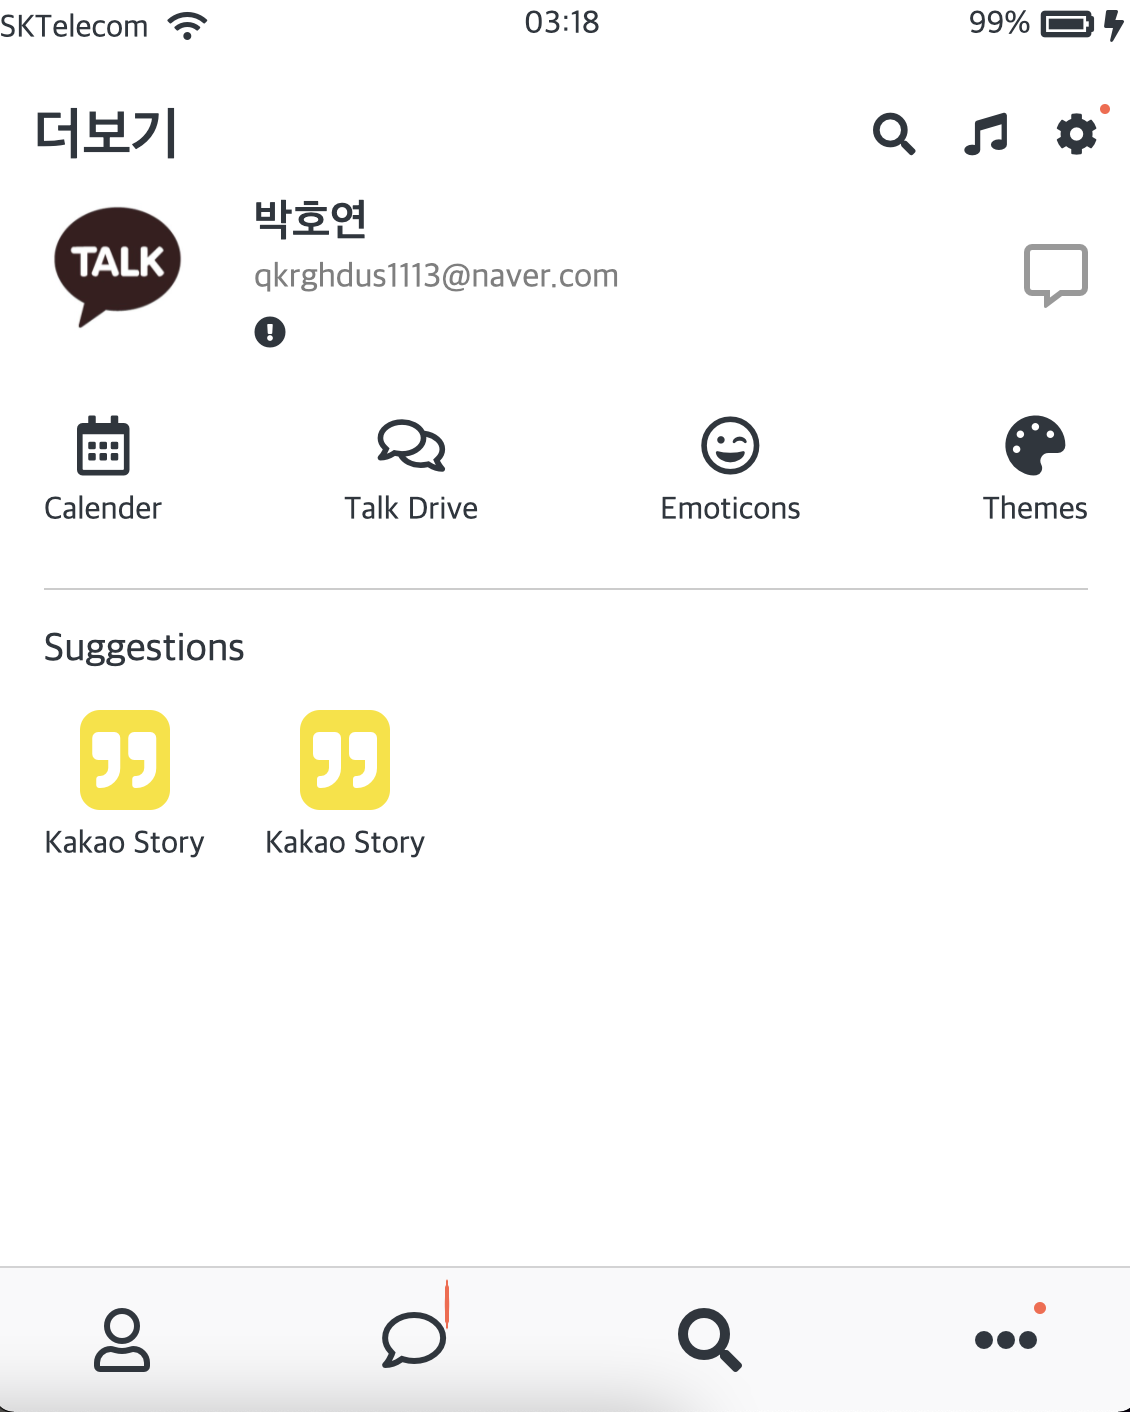 SKTelecom 03:18 99%
더보기
TALK
박호연
qkrghdus1113@naver.com
Calender Talk Drive Emoticons Themes
Suggestions
Kakao Story Kakao Story